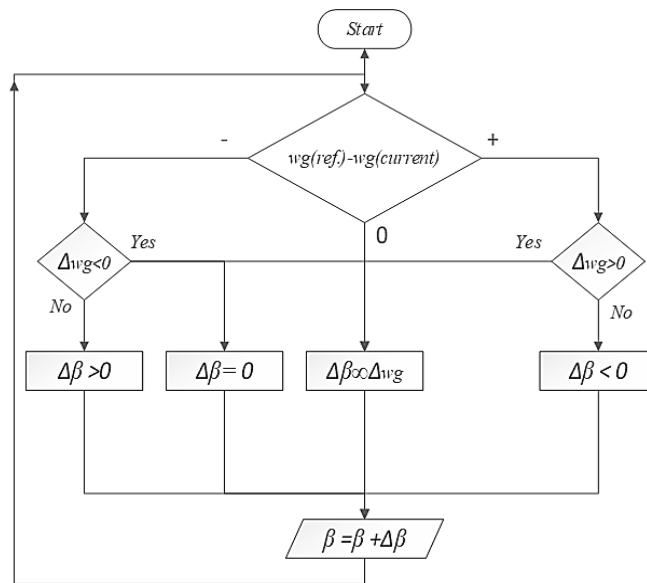 Start
-
+
wg(ref.)-wg(current)
0
Yes
Yes
Δwg<0
Δwg>0
No
No
Δβ >0
Δβ = 0
Δβ∞Δwg
Δβ < 0
β =β +Δβ